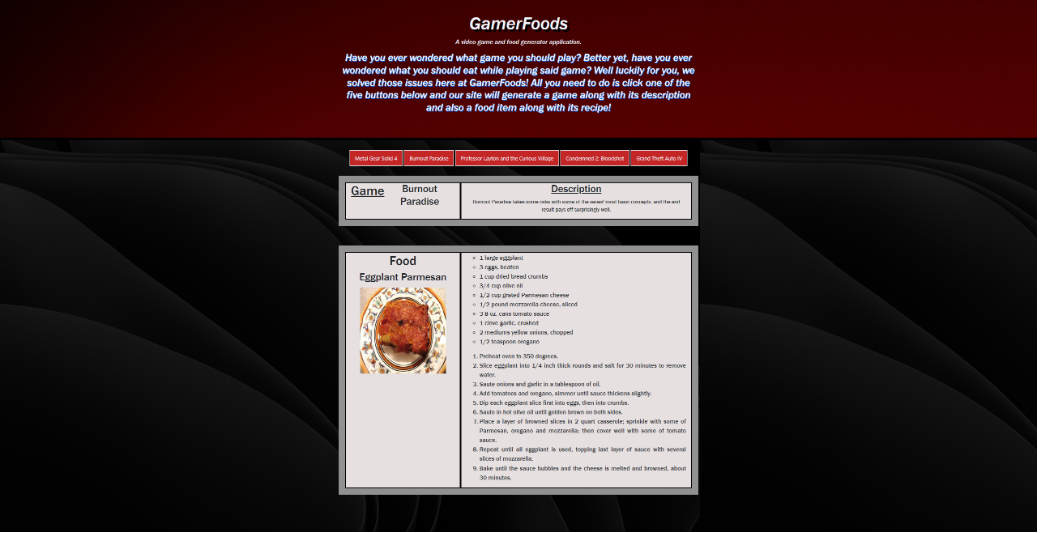 GamerFoods
A video game and food generator application.
Have you ever wondered what game you should play? Better yet, have you ever
wondered what you should eat while playing said game? Well luckily for you, we
solved those issues here at GamerFoods! All you need to do is click one of the
five buttons below and our site will generate a game along with its description
and also a food item along with its recipe!
Metal Gear Solid 4
Burnout Paradise
Professor Layton and the Curious Village
Condemned 2: Bloodshot
Grand Theft Auto IV
Game
Burnout
Paradise
Description
Burnout Paradise takes some risks with some of the series' most basic concepts, and the end
result pays off surprisingly well.
Food
Eggplant Parmesan
1 large eggplant
3 eggs, beaten
1 cup dried bread crumbs
3/4 cup olive oil
1/2 cup grated Parmesan cheese
1/2 pound mozzarella cheese, sliced
3 8 oz. cans tomato sauce
1 clove garlic, crushed
2 mediums yellow onions, chopped
1/2 teaspoon oregano
1. Preheat oven to 350 degrees.
2. Slice eggplant into 1/4 inch thick rounds and salt for 30 minutes to remove
water.
3. Saute onions and garlic in a tablespoon of oil.
4. Add tomatoes and oregano, simmer until sauce thickens slightly.
5. Dip each eggplant slice first into eggs, then into crumbs.
6. Saute in hot olive oil until golden brown on both sides.
7. Place a layer of browned slices in 2 quart casserole; sprinkle with some of
Parmesan, oregano and mozzarella; then cover well with some of tomato
sauce.
8. Repeat until all eggplant is used, topping last layer of sauce with several
slices of mozzarella.
9. Bake until the sauce bubbles and the cheese is melted and browned, about
30 minutes.